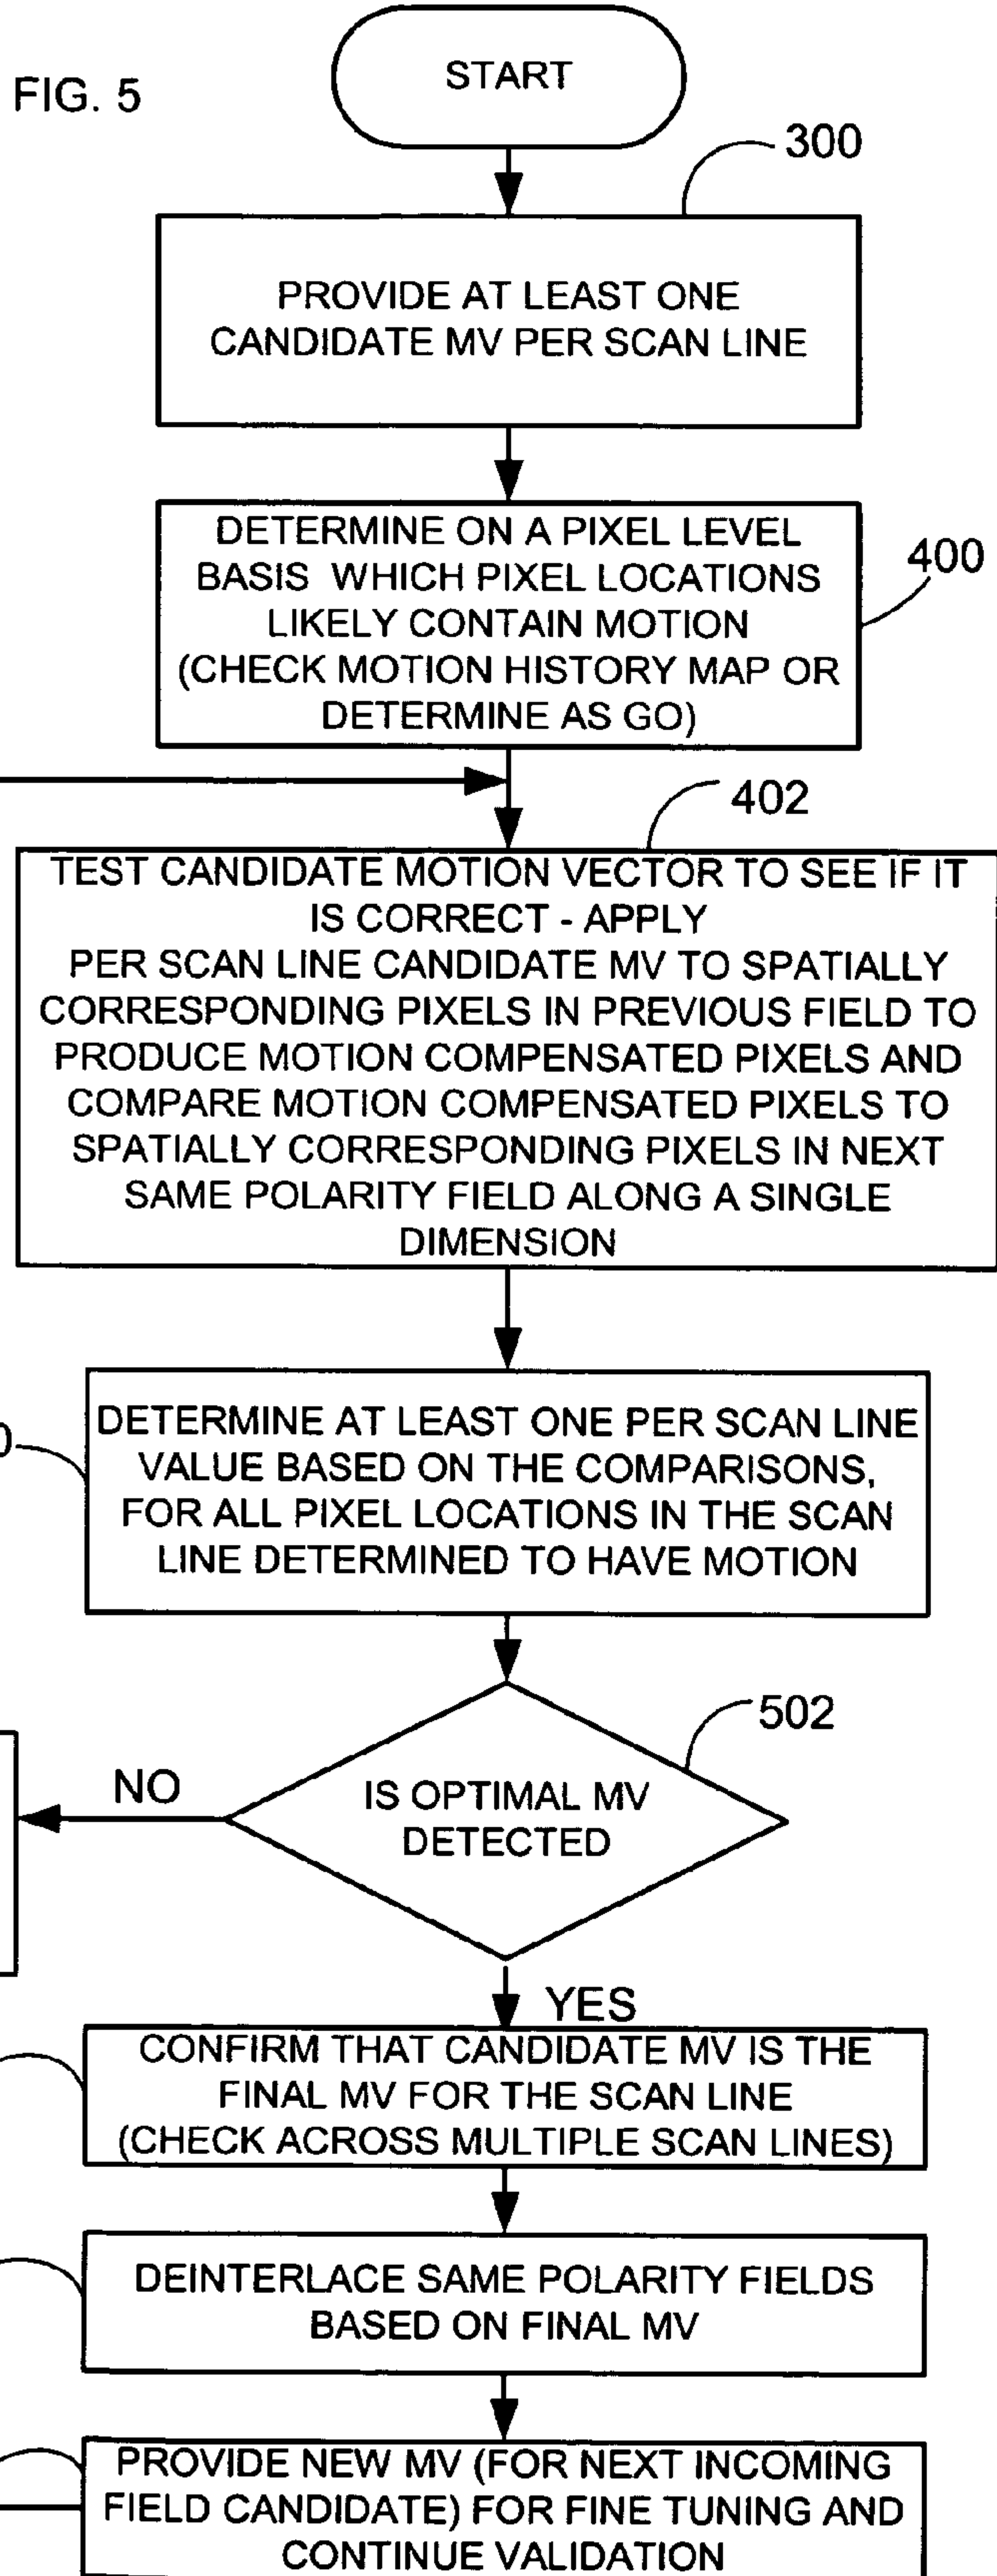 FIG. 5
START
300
PROVIDE AT LEAST ONE
CANDIDATE MV PER SCAN LINE
DETERMINE ON A PIXEL LEVEL
BASIS WHICH PIXEL LOCATIONS
LIKELY CONTAIN MOTION
(CHECK MOTION HISTORY MAP OR
DETERMINE AS GO)
400
402
TEST CANDIDATE MOTION VECTOR TO SEE IF IT
IS CORRECT - APPLY
PER SCAN LINE CANDIDATE MV TO SPATIALLY
CORRESPONDING PIXELS IN PREVIOUS FIELD TO
PRODUCE MOTION COMPENSATED PIXELS AND
COMPARE MOTION COMPENSATED PIXELS TO
SPATIALLY CORRESPONDING PIXELS IN NEXT
SAME POLARITY FIELD ALONG A SINGLE
DIMENSION
DETERMINE AT LEAST ONE PER SCAN LINE
VALUE BASED ON THE COMPARISONS,
FOR ALL PIXEL LOCATIONS IN THE SCAN
LINE DETERMINED TO HAVE MOTION
502
IS OPTIMAL MV
DETECTED
NO
YES
CONFIRM THAT CANDIDATE MV IS THE
FINAL MV FOR THE SCAN LINE
(CHECK ACROSS MULTIPLE SCAN LINES)
DEINTERLACE SAME POLARITY FIELDS
BASED ON FINAL MV
PROVIDE NEW MV (FOR NEXT INCOMING
FIELD CANDIDATE) FOR FINE TUNING AND
CONTINUE VALIDATION